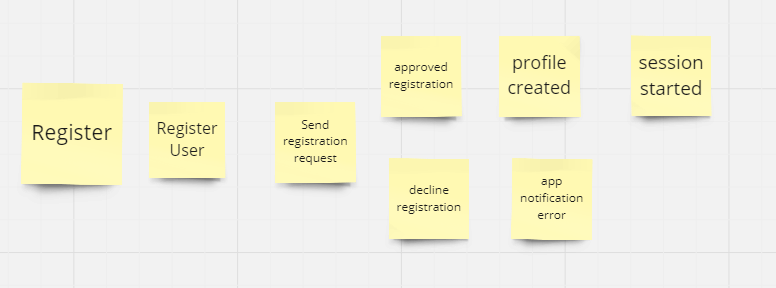 Register
Register
User
Send
registration
request
approved
registration
profile
created
session
started
decline
registration
app
notification
error